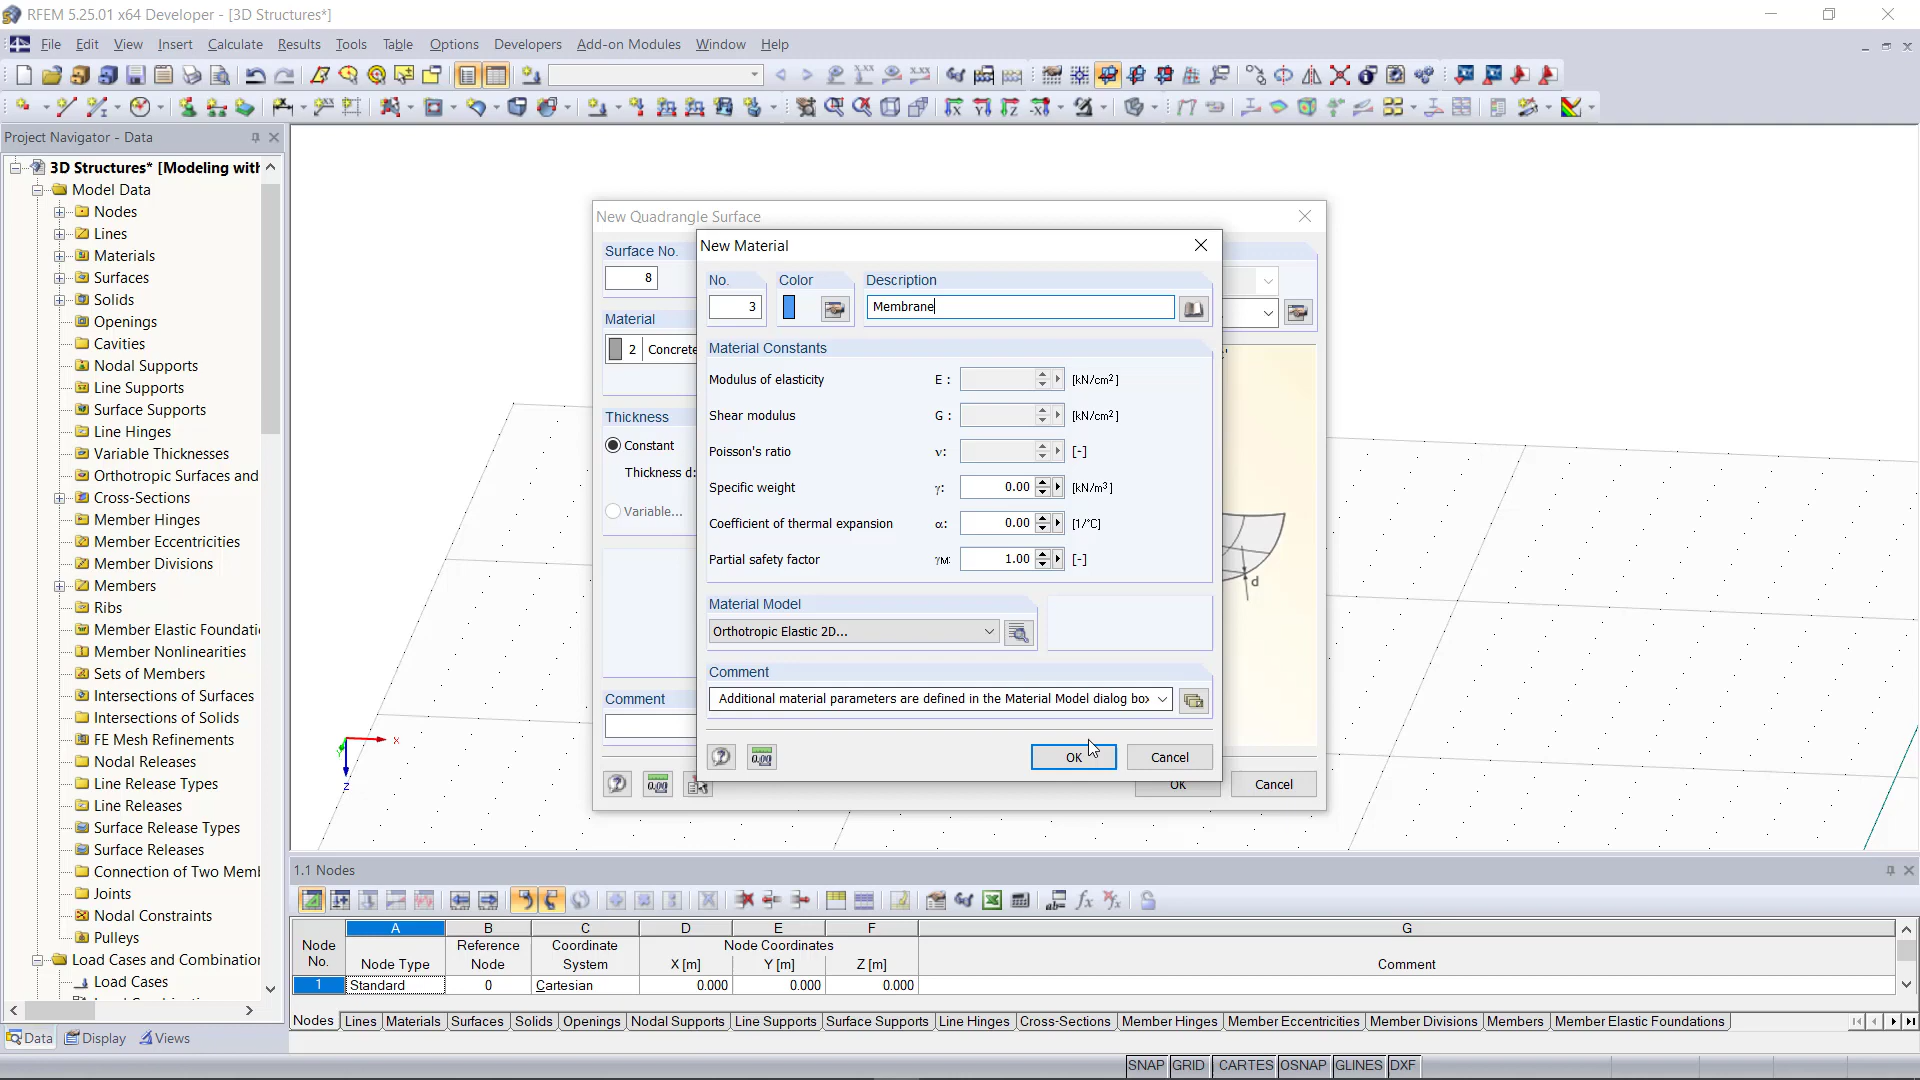 RFEM 5.25.01 x64 Developer - [3D Structures*]
File Edit View Insert Calculate Results Tools Table Options Developers Add-on Modules Window Help
Project Navigator - Data
3D Structures* [Modeling with
Model Data
Nodes
Lines
Materials
Surfaces
Solids
Openings
Cavities
Nodal Supports
Line Supports
Surface Supports
Line Hinges
Variable Thicknesses
Orthotropic Surfaces and
Cross-Sections
Member Hinges
Member Eccentricities
Member Divisions
Members
Ribs
Member Elastic Foundati
Member Nonlinearities
Sets of Members
Intersections of Surfaces
Intersections of Solids
FE Mesh Refinements
Nodal Releases
Line Release Types
Line Releases
Surface Release Types
Surface Releases
Connection of Two Memb
Joints
Nodal Constraints
Pulleys
Load Cases and Combination
Load Cases
Data Display Views
New Quadrangle Surface
Surface No.
8
Material
2 Concrete
Thickness
Constant
Thickness d:
Variable...
Comment
OK Cancel
d
New Material
No. Color Description
3 Membrane
Material Constants
Modulus of elasticity E : [kN/cm²]
Shear modulus G : [kN/cm²]
Poisson's ratio ν: [-]
Specific weight γ: 0.00 [kN/m³]
Coefficient of thermal expansion α: 0.00 [1/°C]
Partial safety factor γM: 1.00 [-]
Material Model
Orthotropic Elastic 2D...
Comment
Additional material parameters are defined in the Material Model dialog box
OK Cancel
X
Y
Z
1.1 Nodes
A B C D E F G
Node Reference Coordinate Node Coordinates
No. Node Type Node System X [m] Y [m] Z [m] Comment
1 Standard 0 Cartesian 0.000 0.000 0.000
Nodes Lines Materials Surfaces Solids Openings Nodal Supports Line Supports Surface Supports Line Hinges Cross-Sections Member Hinges Member Eccentricities Member Divisions Members Member Elastic Foundations
SNAP GRID CARTES OSNAP GLINES DXF